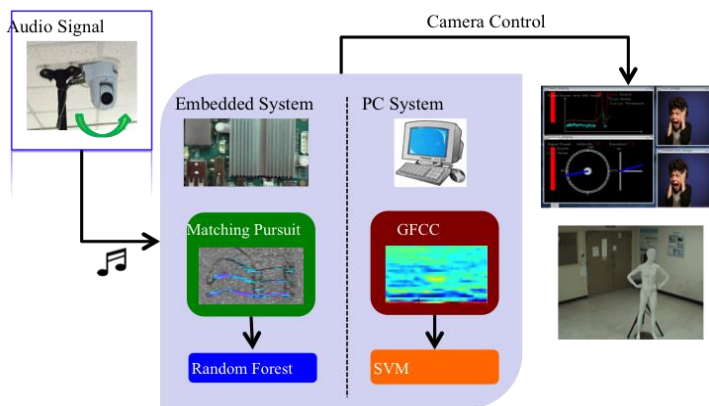 Camera Control
Audio Signal
Embedded System
PC System
Matching Pursuit
GFCC
Random Forest
SVM